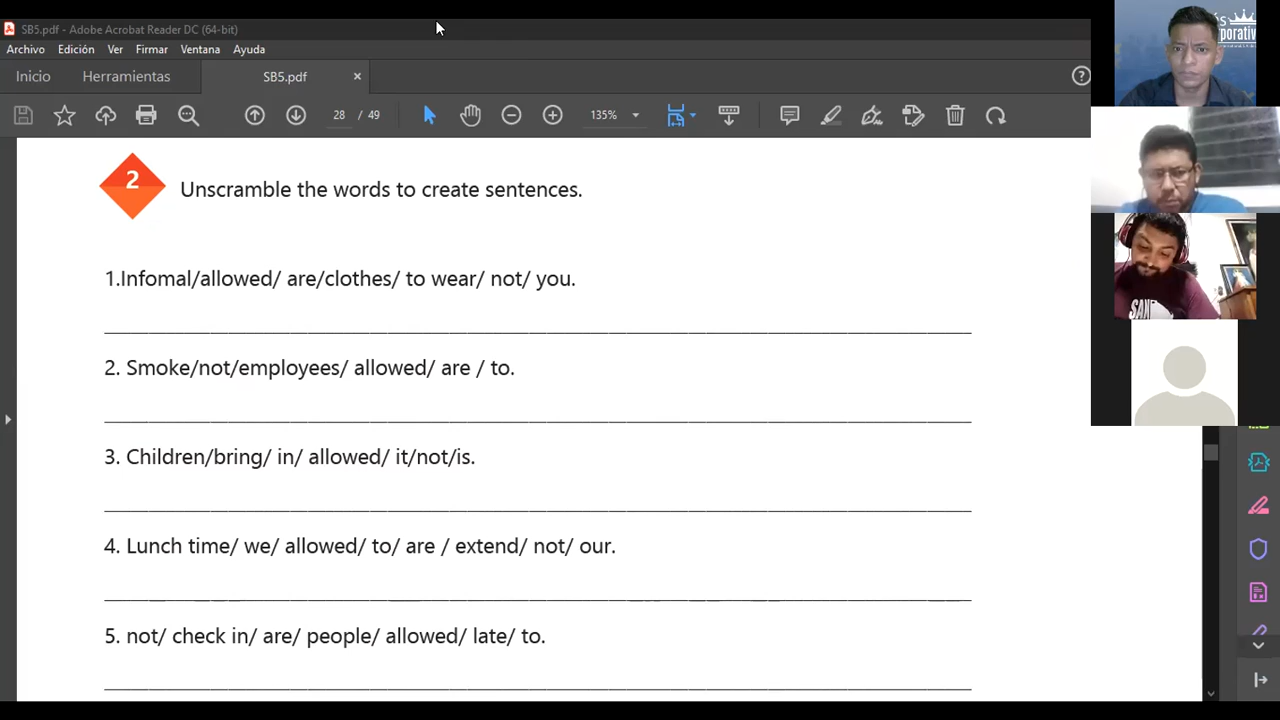 SB5.pdf - Adobe Acrobat Reader DC (64-bit)
Archivo Edición Ver Firmar Ventana Ayuda
Inicio Herramientas SB5.pdf
28 / 49 135%
2 Unscramble the words to create sentences.
1.Infomal/allowed/ are/clothes/ to wear/ not/ you.
2. Smoke/not/employees/ allowed/ are / to.
3. Children/bring/ in/ allowed/ it/not/is.
4. Lunch time/ we/ allowed/ to/ are / extend/ not/ our.
5. not/ check in/ are/ people/ allowed/ late/ to.